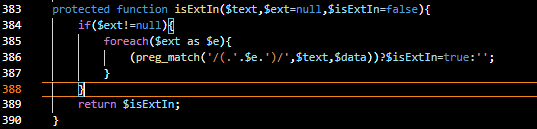 383 protected function isExtIn($text,$ext=null,$isExtIn=false){
384 if($ext!=null){
385 foreach($ext as $e){
386 (preg_match('/(.'.$e.')/',$text,$data))?$isExtIn=true:'';
387 }
388 }
389 return $isExtIn;
390 }